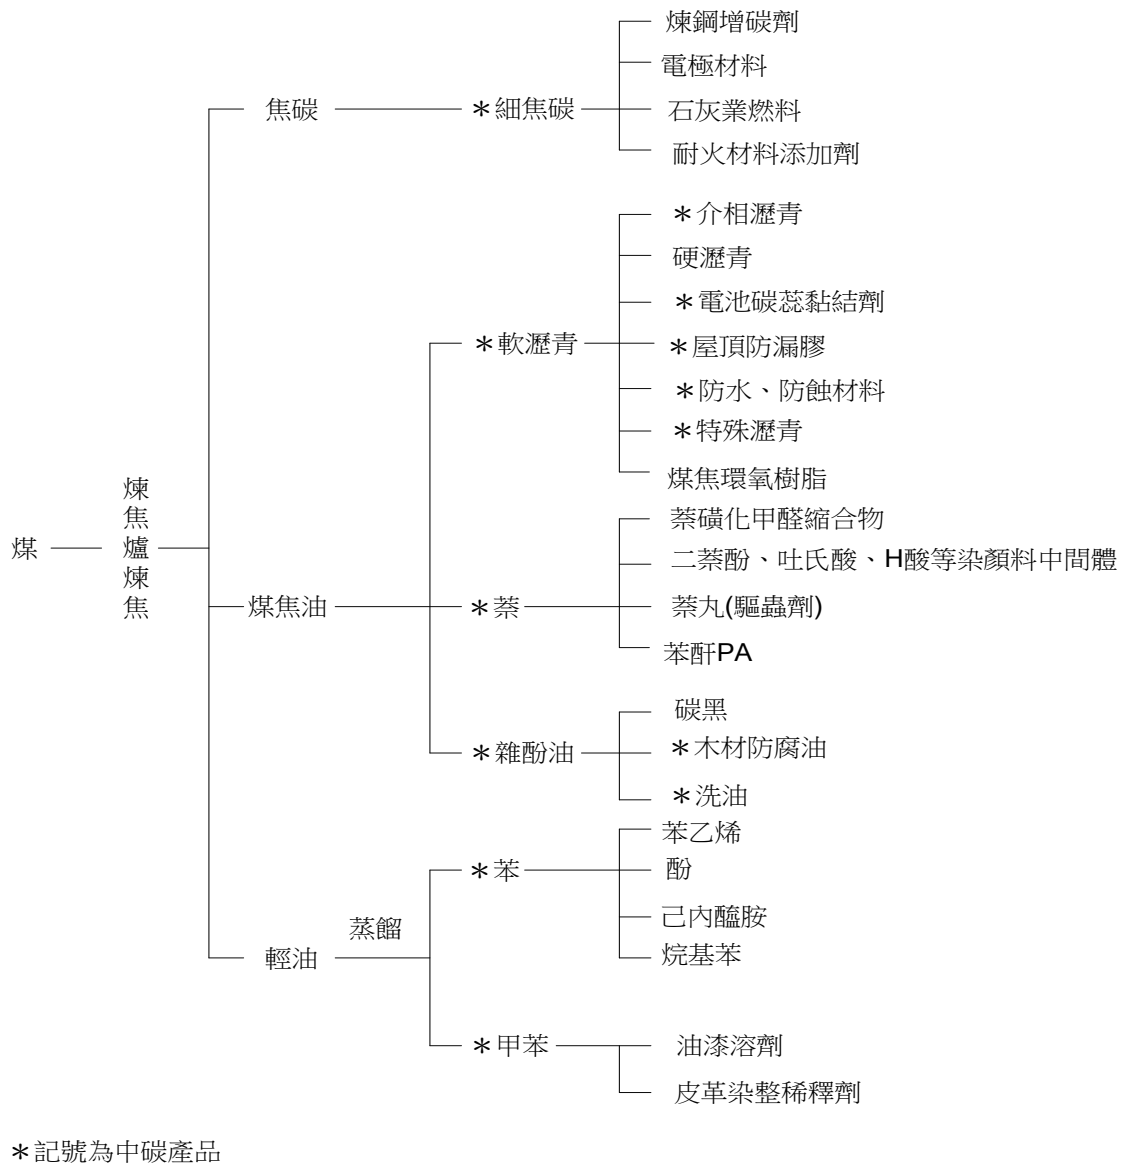 煉鋼增碳劑
電極材料
焦碳
＊細焦碳
石灰業燃料
耐火材料添加劑
＊介相瀝青
硬瀝青
＊電池碳蕊黏結劑
＊軟瀝青
＊屋頂防漏膠
＊防水、防蝕材料
＊特殊瀝青
煤焦環氧樹脂
煤
煉焦爐煉焦
萘磺化甲醛縮合物
二萘酚、吐氏酸、H酸等染顏料中間體
煤焦油
＊萘
萘丸(驅蟲劑)
苯酐PA
碳黑
＊雜酚油
＊木材防腐油
＊洗油
苯乙烯
＊苯
酚
己內醯胺
烷基苯
蒸餾
輕油
＊甲苯
油漆溶劑
皮革染整稀釋劑
＊記號為中碳產品